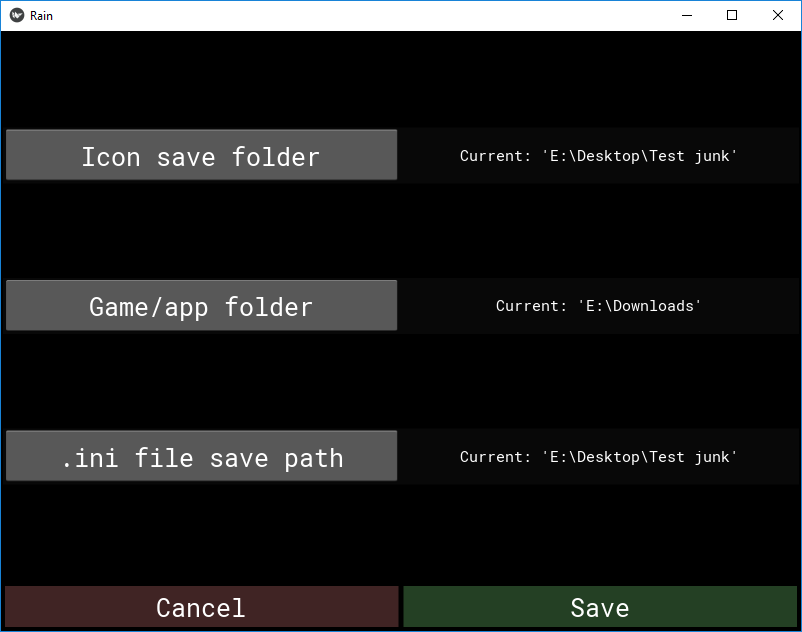 Rain
Icon save folder
Current: 'E:\Desktop\Test junk'
Game/app folder
Current: 'E:\Downloads'
.ini file save path
Current: 'E:\Desktop\Test junk'
Cancel
Save